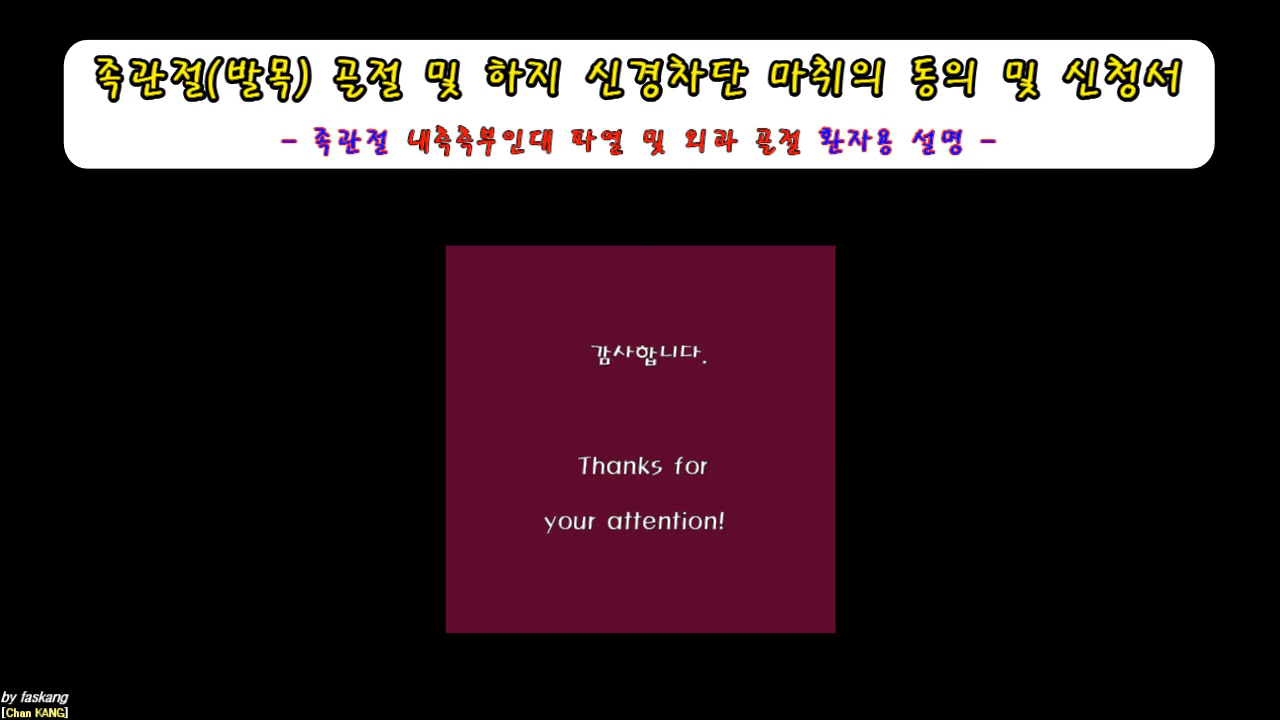 족관절(발목) 골절 및 하지 신경차단 마취의 동의 및 신청서
- 족관절 내측측부인대 파열 및 외과 골절 환자용 설명 -
감사합니다.
Thanks for
your attention!
by faskang
[Chan KANG]